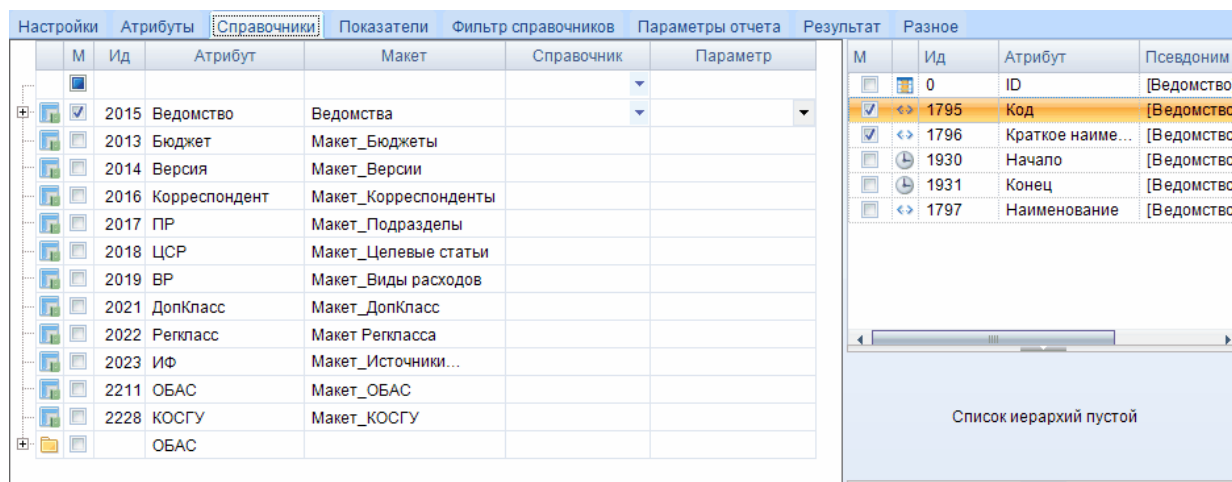 Настройки Атрибуты Справочники Показатели Фильтр справочников Параметры отчета Результат Разное
М Ид Атрибут Макет Справочник Параметр
2015 Ведомство Ведомства
2013 Бюджет Макет_Бюджеты
2014 Версия Макет_Версии
2016 Корреспондент Макет_Корреспонденты
2017 ПР Макет_Подразделы
2018 ЦСР Макет_Целевые статьи
2019 ВР Макет_Виды расходов
2021 ДопКласс Макет_ДопКласс
2022 Регкласс Макет Регкласса
2023 ИФ Макет_Источники...
2211 ОБАС Макет_ОБАС
2228 КОСГУ Макет_КОСГУ
ОБАС
М Ид Атрибут Псевдоним
0 ID [Ведомство
1795 Код [Ведомство
1796 Краткое наиме... [Ведомство
1930 Начало [Ведомство
1931 Конец [Ведомство
1797 Наименование [Ведомство
Список иерархий пустой